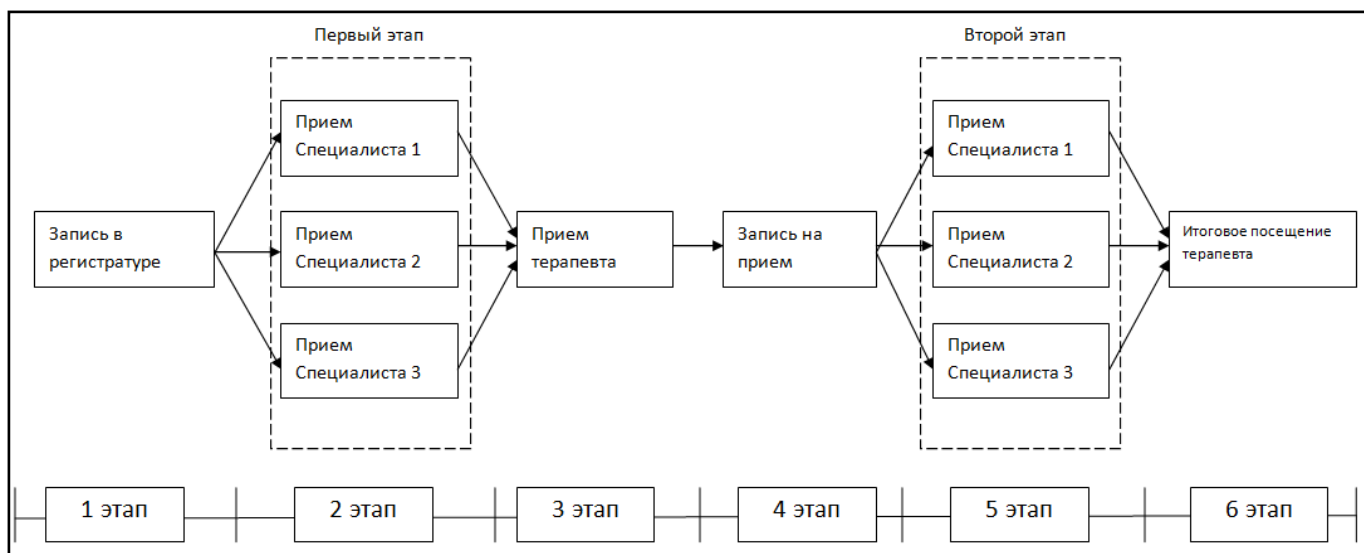 Первый этап
Второй этап
Прием
Специалиста 1
Прием
Специалиста 1
Запись в
регистратуре
Прием
Специалиста 2
Прием
терапевта
Запись на
прием
Прием
Специалиста 2
Итоговое посещение
терапевта
Прием
Специалиста 3
Прием
Специалиста 3
1 этап
2 этап
3 этап
4 этап
5 этап
6 этап